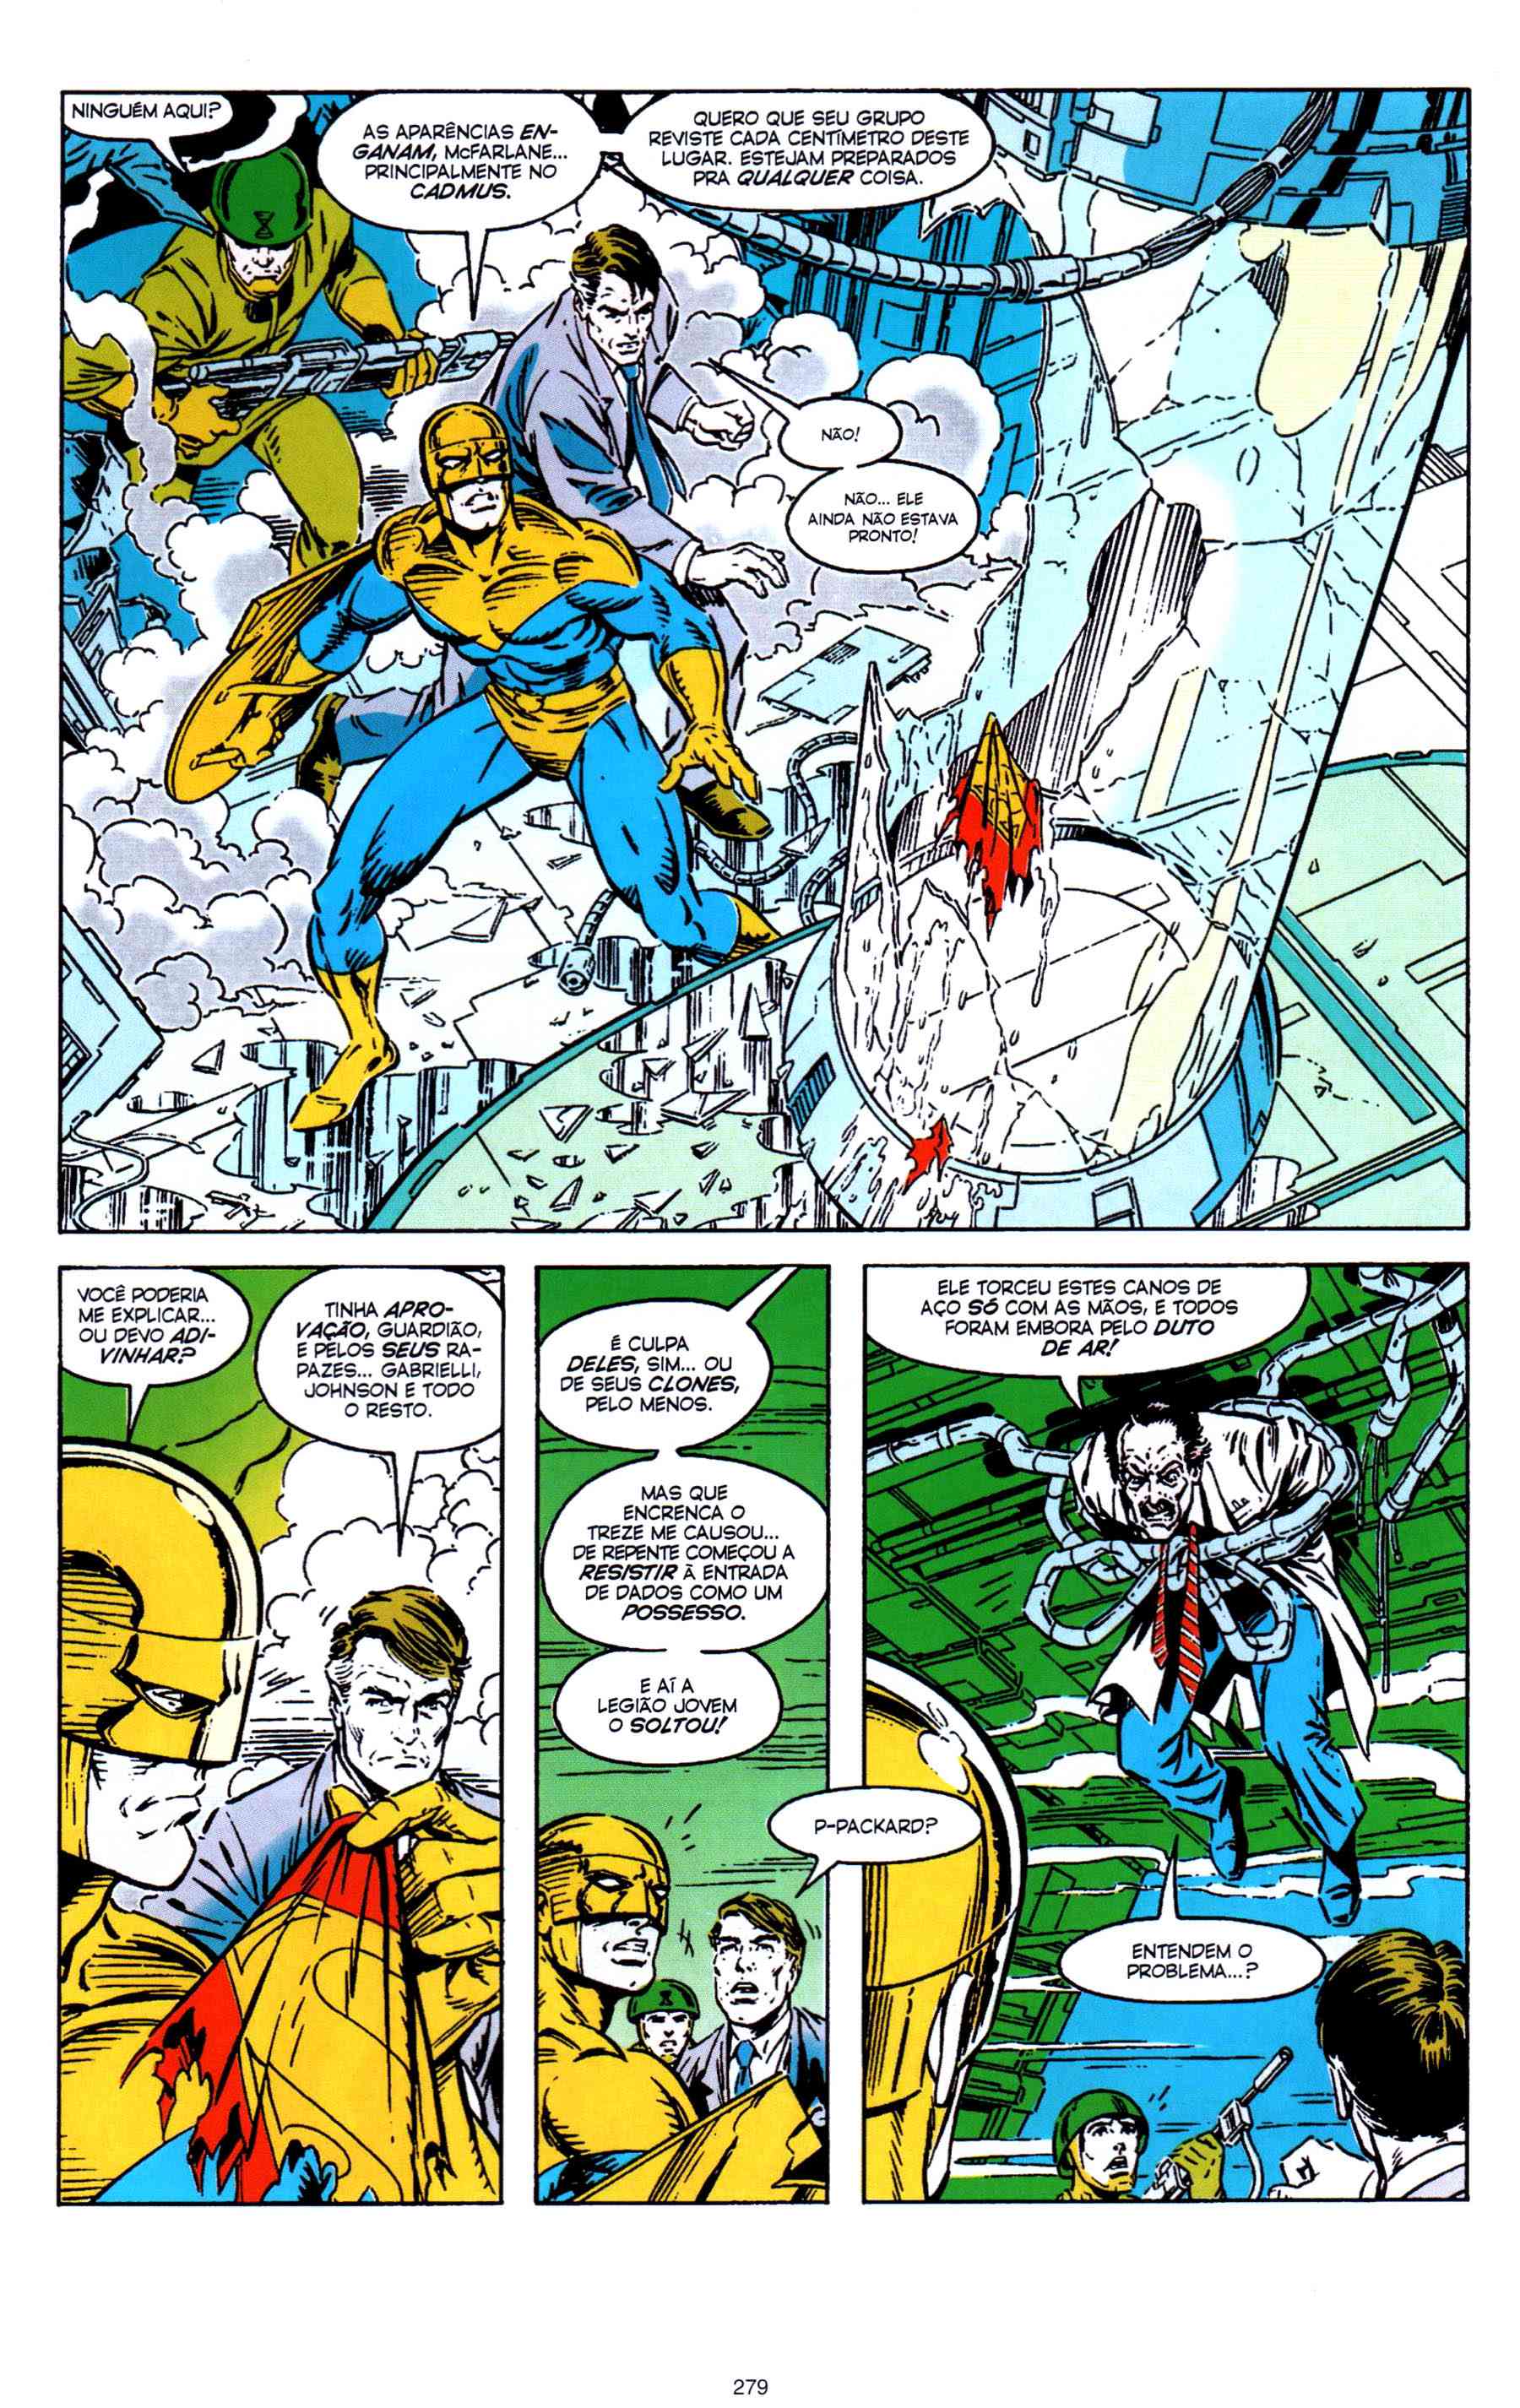 NINGUÉM AQUI?
AS APARÊNCIAS EN-
GANAM, McFARLANE...
PRINCIPALMENTE NO
CADMUS.
QUERO QUE SEU GRUPO
REVISTE CADA CENTÍMETRO DESTE
LUGAR. ESTEJAM PREPARADOS
PRA QUALQUER COISA.
NÃO!
NÃO... ELE
AINDA NÃO ESTAVA
PRONTO!
VOCÊ PODERIA
ME EXPLICAR...
OU DEVO ADI-
VINHAR?
TINHA APRO-
VAÇÃO, GUARDIÃO,
E PELOS SEUS RA-
PAZES... GABRIELLI,
JOHNSON E TODO
O RESTO.
É CULPA
DELES, SIM... OU
DE SEUS CLONES,
PELO MENOS.
MAS QUE
ENCRENCA O
TREZE ME CAUSOU...
DE REPENTE COMEÇOU A
RESISTIR À ENTRADA
DE DADOS COMO UM
POSSESSO.
E AÍ A
LEGIÃO JOVEM
O SOLTOU!
P-PACKARD?
ELE TORCEU ESTES CANOS DE
AÇO SÓ COM AS MÃOS, E TODOS
FORAM EMBORA PELO DUTO
DE AR!
ENTENDEM O
PROBLEMA...?
279